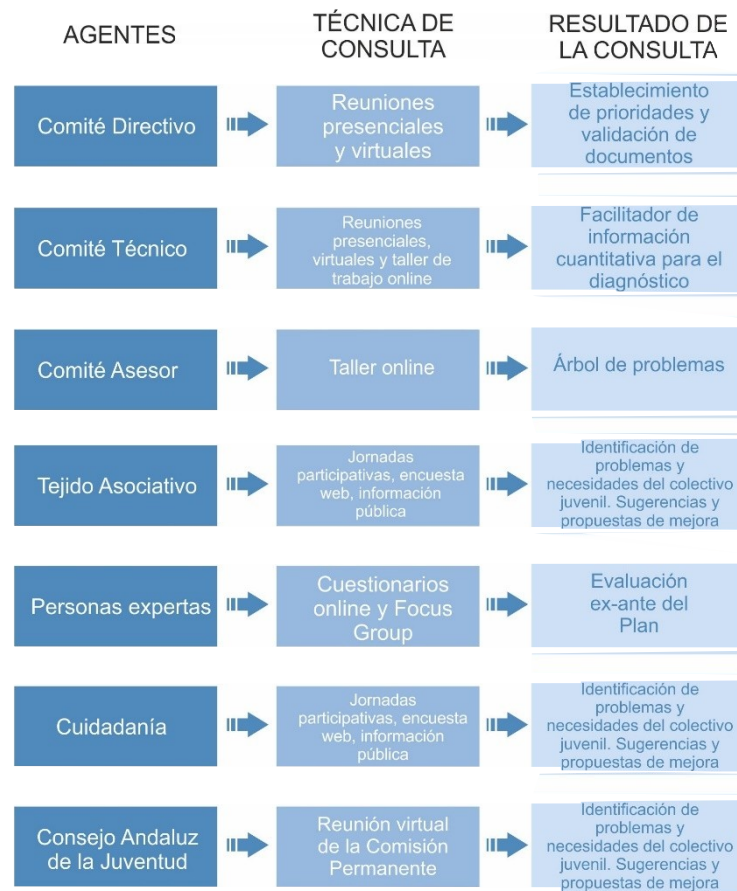 AGENTES
TÉCNICA DE
CONSULTA
RESULTADO DE
LA CONSULTA
Comité Directivo
Reuniones
presenciales
y virtuales
Establecimiento
de prioridades y
validación de
documentos
Comité Técnico
Reuniones
presenciales,
virtuales y taller de
trabajo online
Facilitador de
información
cuantitativa para el
diagnóstico
Comité Asesor
Taller online
Árbol de problemas
Tejido Asociativo
Jornadas
participativas, encuesta
web, información
pública
Identificación de
problemas y
necesidades del colectivo
juvenil. Sugerencias y
propuestas de mejora
Personas expertas
Cuestionarios
online y Focus
Group
Evaluación
ex-ante del
Plan
Cuidadanía
Jornadas
participativas, encuesta
web, información
pública
Identificación de
problemas y
necesidades del colectivo
juvenil. Sugerencias y
propuestas de mejora
Consejo Andaluz
de la Juventud
Reunión virtual
de la Comisión
Permanente
Identificación de
problemas y
necesidades del colectivo
juvenil. Sugerencias y
propuestas de mejora